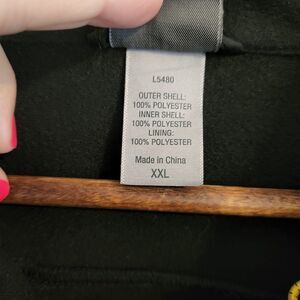 L5480
OUTER SHELL:
100% POLYESTER
INNER SHELL:
100% POLYESTER
LINING:
100% POLYESTER
Made in China
XXL